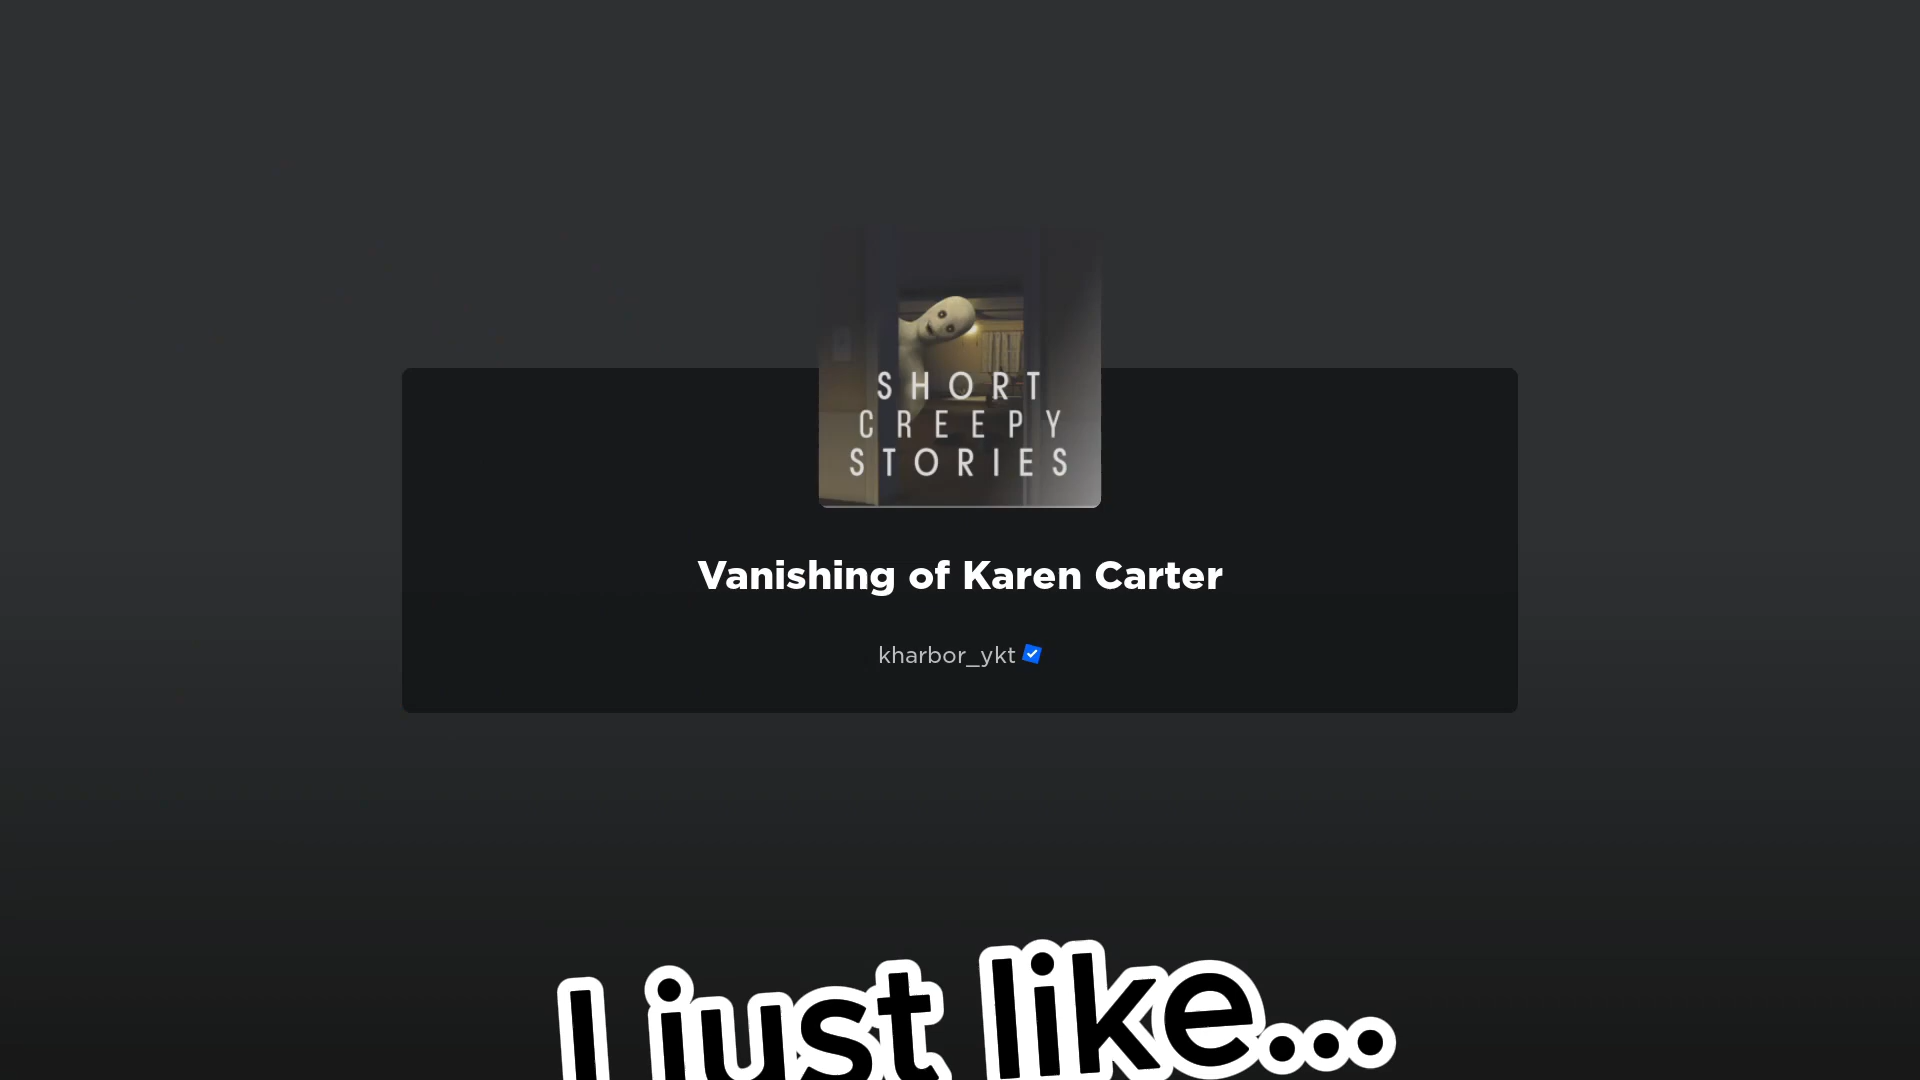 SHORT
CREEPY
STORIES
Vanishing of Karen Carter
kharbor_ykt
I just like...